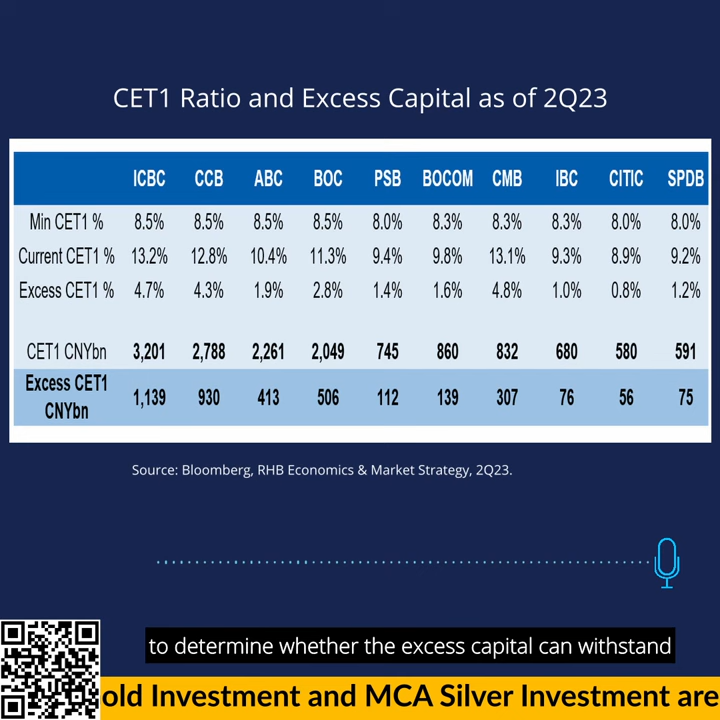 CET1 Ratio and Excess Capital as of 2Q23
ICBC CCB ABC BOC PSB BOCOM CMB IBC CITIC SPDB
Min CET1 % 8.5% 8.5% 8.5% 8.5% 8.0% 8.3% 8.3% 8.3% 8.0% 8.0%
Current CET1 % 13.2% 12.8% 10.4% 11.3% 9.4% 9.8% 13.1% 9.3% 8.9% 9.2%
Excess CET1 % 4.7% 4.3% 1.9% 2.8% 1.4% 1.6% 4.8% 1.0% 0.8% 1.2%
CET1 CNYbn 3,201 2,788 2,261 2,049 745 860 832 680 580 591
Excess CET1
CNYbn 1,139 930 413 506 112 139 307 76 56 75
Source: Bloomberg, RHB Economics & Market Strategy, 2Q23.
to determine whether the excess capital can withstand
old Investment and MCA Silver Investment are